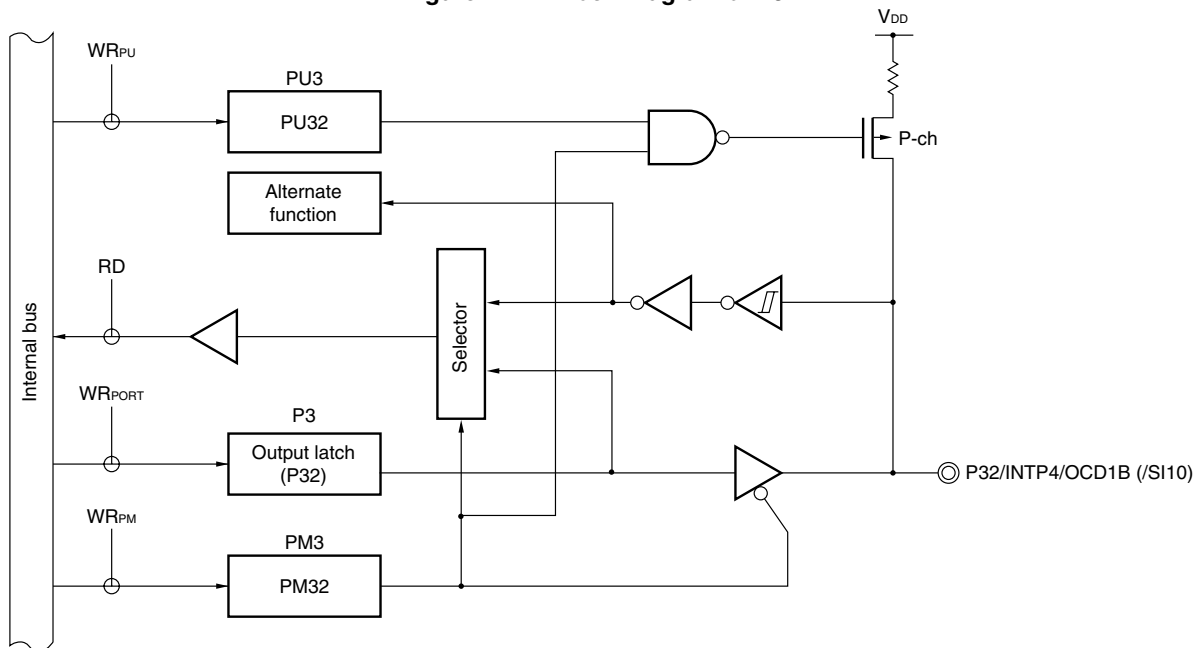 VDD
WRPU
PU3
PU32
P-ch
Alternate
function
RD
Selector
Internal bus
WRPORT
P3
Output latch
(P32)
P32/INTP4/OCD1B (/SI10)
WRPM
PM3
PM32